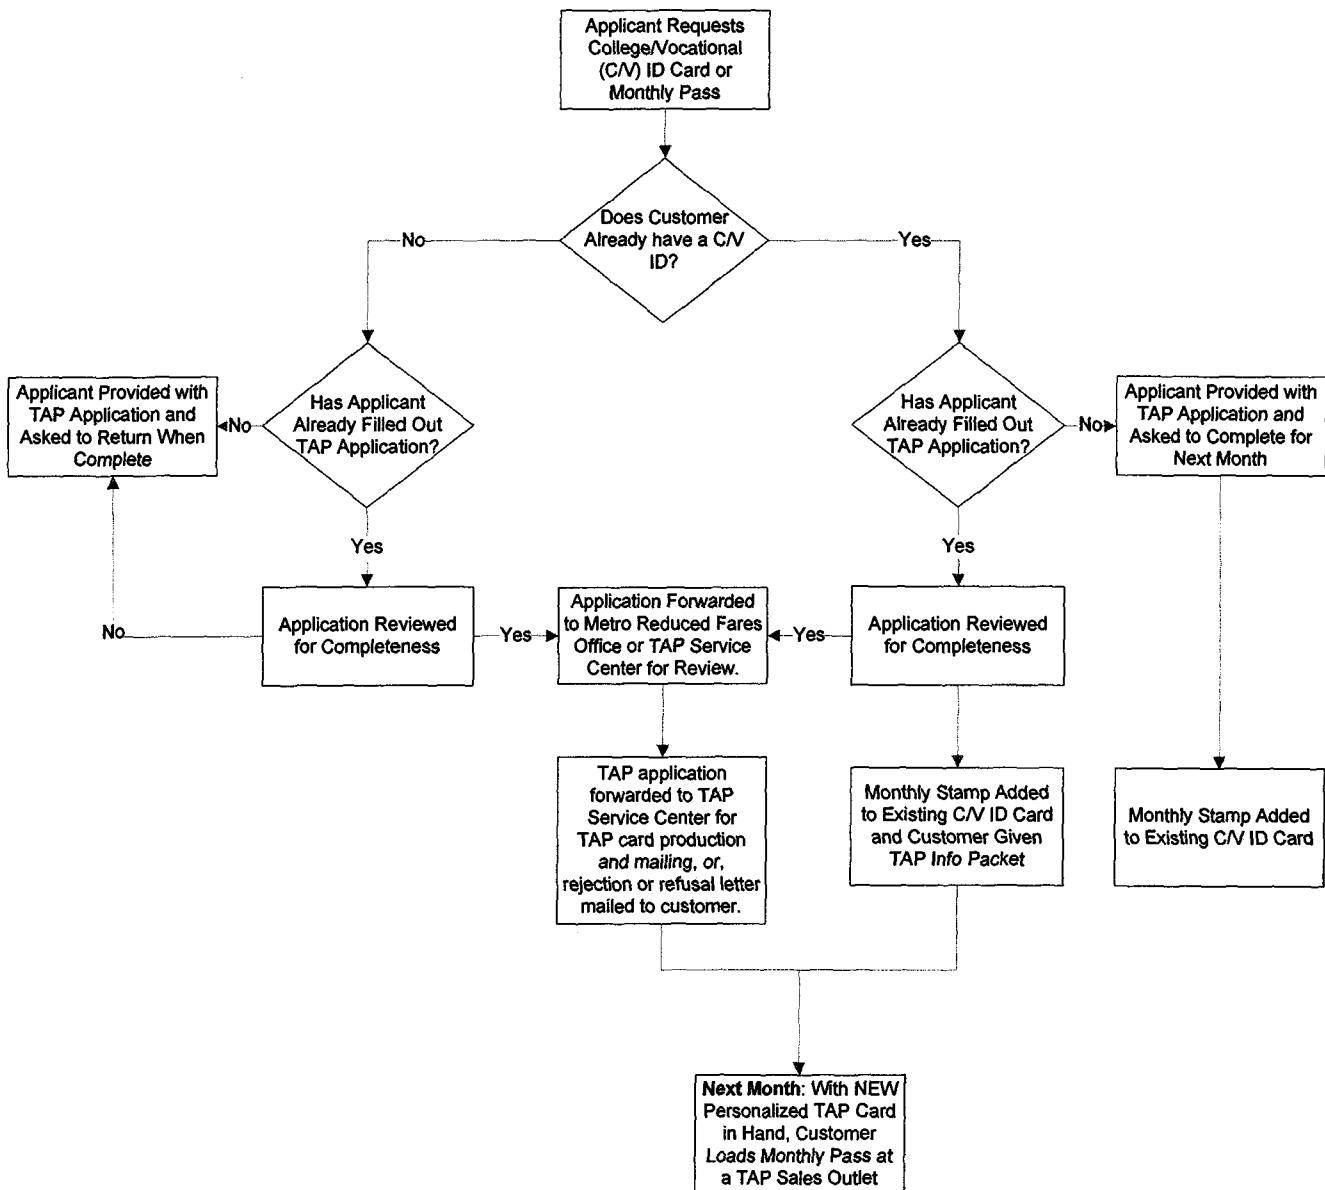 Applicant Requests
College/Vocational
(C/V) ID Card or
Monthly Pass
Does Customer
Already have a C/V
ID?
No
Yes
Applicant Provided with
TAP Application and
Asked to Return When
Complete
No
Has Applicant
Already Filled Out
TAP Application?
Has Applicant
Already Filled Out
TAP Application?
No
Applicant Provided with
TAP Application and
Asked to Complete for
Next Month
Yes
Yes
No
Application Reviewed
for Completeness
Yes
Application Forwarded
to Metro Reduced Fares
Office or TAP Service
Center for Review.
Yes
Application Reviewed
for Completeness
TAP application
forwarded to TAP
Service Center for
TAP card production
and mailing, or,
rejection or refusal letter
mailed to customer.
Monthly Stamp Added
to Existing C/V ID Card
and Customer Given
TAP Info Packet
Monthly Stamp Added
to Existing C/V ID Card
Next Month: With NEW
Personalized TAP Card
in Hand, Customer
Loads Monthly Pass at
a TAP Sales Outlet